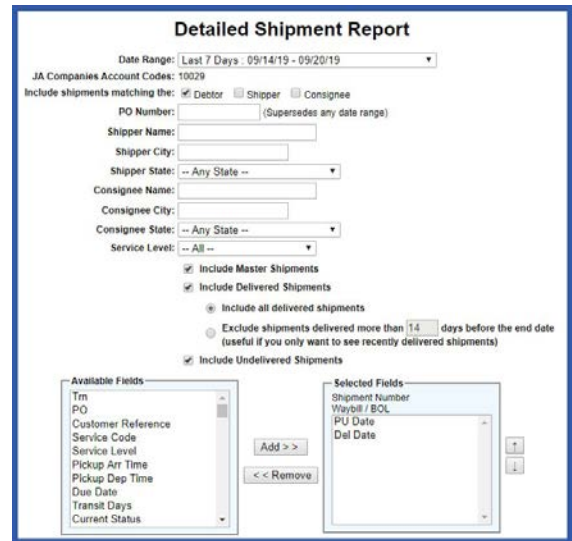 Detailed Shipment Report
Date Range: Last 7 Days : 09/14/19 - 09/20/19
JA Companies Account Codes: 10029
Include shipments matching the: Debtor Shipper Consignee
PO Number: (Supersedes any date range)
Shipper Name:
Shipper City:
Shipper State: -- Any State --
Consignee Name:
Consignee City:
Consignee State: -- Any State --
Service Level: -- All --
Include Master Shipments
Include Delivered Shipments
Include all delivered shipments
Exclude shipments delivered more than 14 days before the end date
(useful if you only want to see recently delivered shipments)
Include Undelivered Shipments
Available Fields
Trn
PO
Customer Reference
Service Code
Service Level
Pickup Arr Time
Pickup Dep Time
Due Date
Transit Days
Current Status
Add > >
< < Remove
Selected Fields
Shipment Number
Waybill / BOL
PU Date
Del Date
↑
↓